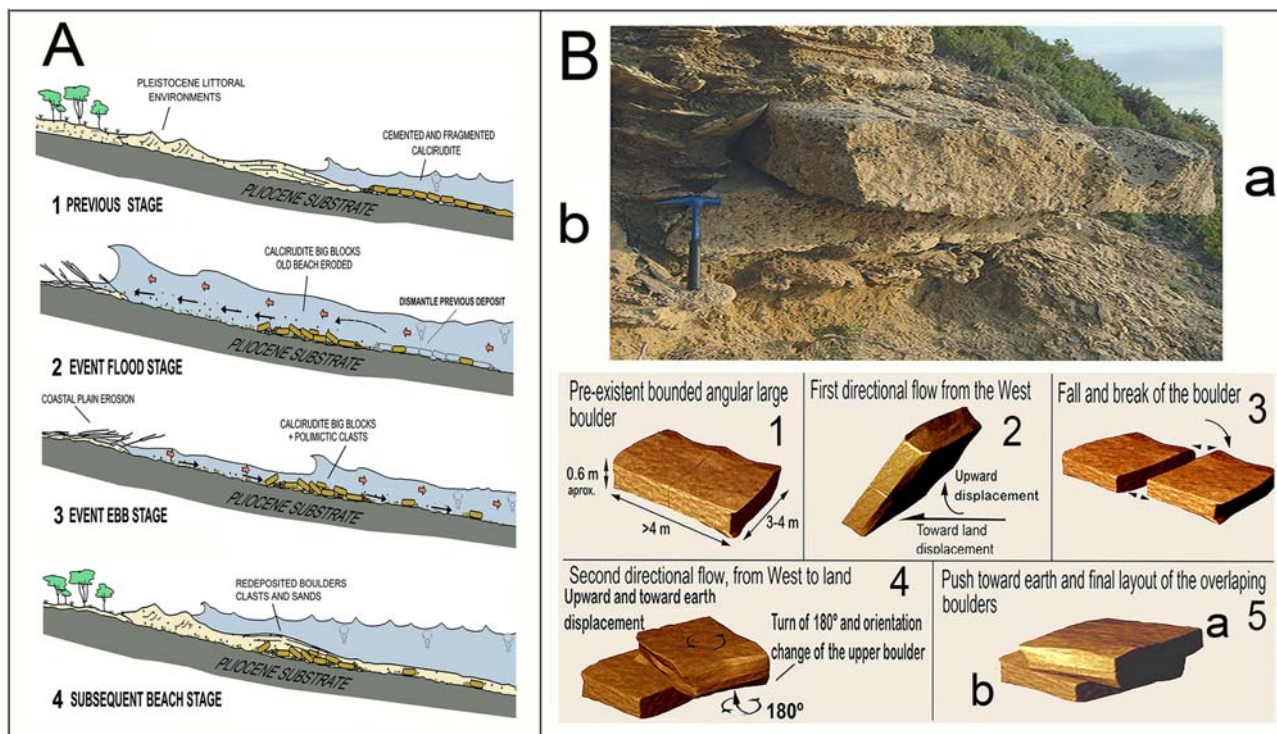 A
PLEISTOCENE LITTORAL
ENVIRONMENTS
CEMENTED AND FRAGMENTED
CALCIRUDITE
PLIOCENE SUBSTRATE
1 PREVIOUS STAGE
CALCIRUDITE BIG BLOCKS
OLD BEACH ERODED
DISMANTLE PREVIOUS DEPOSIT
PLIOCENE SUBSTRATE
2 EVENT FLOOD STAGE
COASTAL PLAIN EROSION
CALCIRUDITE BIG BLOCKS
+ POLIMICTIC CLASTS
PLIOCENE SUBSTRATE
3 EVENT EBB STAGE
REDEPOSITED BOULDERS
CLASTS AND SANDS
PLIOCENE SUBSTRATE
4 SUBSEQUENT BEACH STAGE
B
a
b
Pre-existent bounded angular large
boulder
1
0.6 m
aprox.
>4 m
3-4 m
First directional flow from the West
2
Upward
displacement
Toward land
displacement
Fall and break of the boulder
3
Second directional flow, from West to land
4
Upward and toward earth
displacement
Turn of 180º and orientation
change of the upper boulder
180º
Push toward earth and final layout of the overlaping
boulders
5
a
b